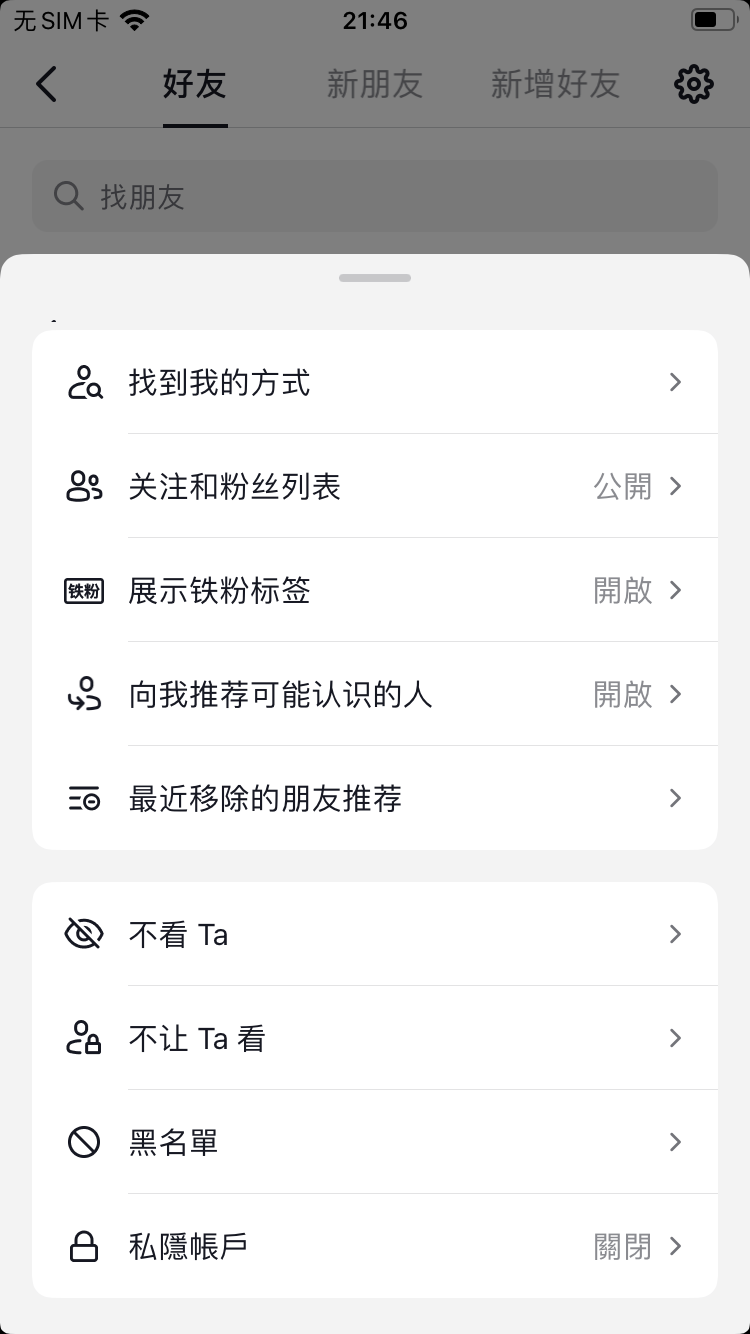 无SIM卡 21:46
好友 新朋友 新增好友
找朋友
找到我的方式
关注和粉丝列表 公開
铁粉 展示铁粉标签 開啟
向我推荐可能认识的人 開啟
最近移除的朋友推荐
不看 Ta
不让 Ta 看
黑名單
私隱帳戶 關閉